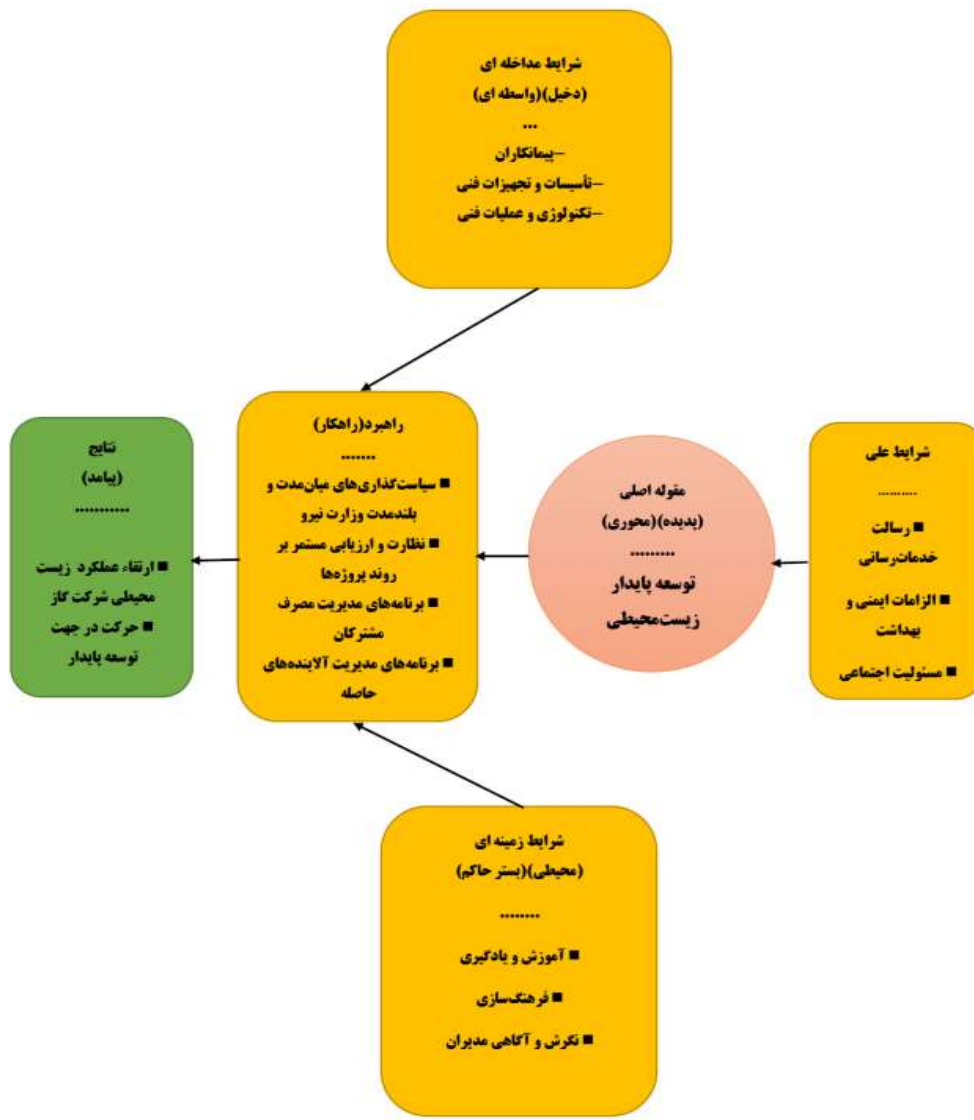 شرایط مداخله ای
(دخیل)(واسطه ای)
...
–پیمانکاران
–تأسیسات و تجهیزات فنی
–تکنولوژی و عملیات فنی
شرایط علی
.........
■ رسالت
خدمات‌رسانی
■ الزامات ایمنی و
بهداشت
■ مسئولیت اجتماعی
مقوله اصلی
(پدیده)(محوری)
.........
توسعه پایدار
زیست‌محیطی
راهبرد(راهکار)
.......
■ سیاست‌گذاری‌های میان‌مدت و
بلندمدت وزارت نیرو
■ نظارت و ارزیابی مستمر بر
روند پروژه‌ها
■ برنامه‌های مدیریت مصرف
مشترکان
■ برنامه‌های مدیریت آلاینده‌های
حاصله
نتایج
(پیامد)
...........
■ ارتقاء عملکرد زیست
محیطی شرکت گاز
■ حرکت در جهت
توسعه پایدار
شرایط زمینه ای
(محیطی)(بستر حاکم)
........
■ آموزش و یادگیری
■ فرهنگ‌سازی
■ نگرش و آگاهی مدیران